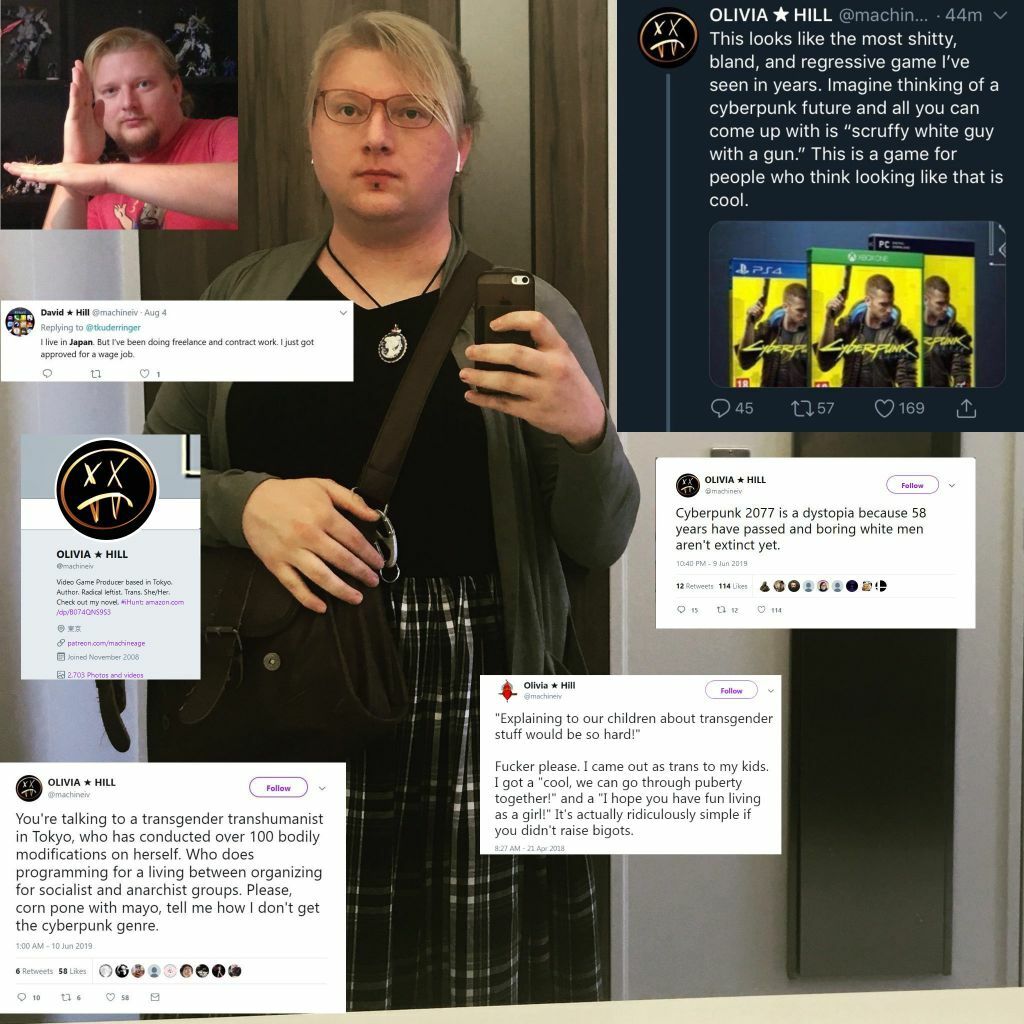 OLIVIA ★ HILL @machin... · 44m
This looks like the most shitty,
bland, and regressive game I've
seen in years. Imagine thinking of a
cyberpunk future and all you can
come up with is “scruffy white guy
with a gun.” This is a game for
people who think looking like that is
cool.
PS4
XBOX ONE
PC
CYBERPUNK
18
18
45 57 169
David ★ Hill @machineiv · Aug 4
Replying to @tkuderringer
I live in Japan. But I've been doing freelance and contract work. I just got
approved for a wage job.
1
OLIVIA ★ HILL
@machineiv
Video Game Producer based in Tokyo.
Author. Radical leftist. Trans. She/Her.
Check out my novel, #iHunt: amazon.com
/dp/B074QNS9S3
東京
patreon.com/machineage
Joined November 2008
2,703 Photos and videos
OLIVIA ★ HILL
@machineiv
Follow
Cyberpunk 2077 is a dystopia because 58
years have passed and boring white men
aren't extinct yet.
10:40 PM - 9 Jun 2019
12 Retweets 114 Likes
15 12 114
Olivia ★ Hill
@machineiv
Follow
"Explaining to our children about transgender
stuff would be so hard!"
Fucker please. I came out as trans to my kids.
I got a "cool, we can go through puberty
together!" and a "I hope you have fun living
as a girl!" It's actually ridiculously simple if
you didn't raise bigots.
8:27 AM - 21 Apr 2018
OLIVIA ★ HILL
@machineiv
Follow
You're talking to a transgender transhumanist
in Tokyo, who has conducted over 100 bodily
modifications on herself. Who does
programming for a living between organizing
for socialist and anarchist groups. Please,
corn pone with mayo, tell me how I don't get
the cyberpunk genre.
1:00 AM - 10 Jun 2019
6 Retweets 58 Likes
10 6 58